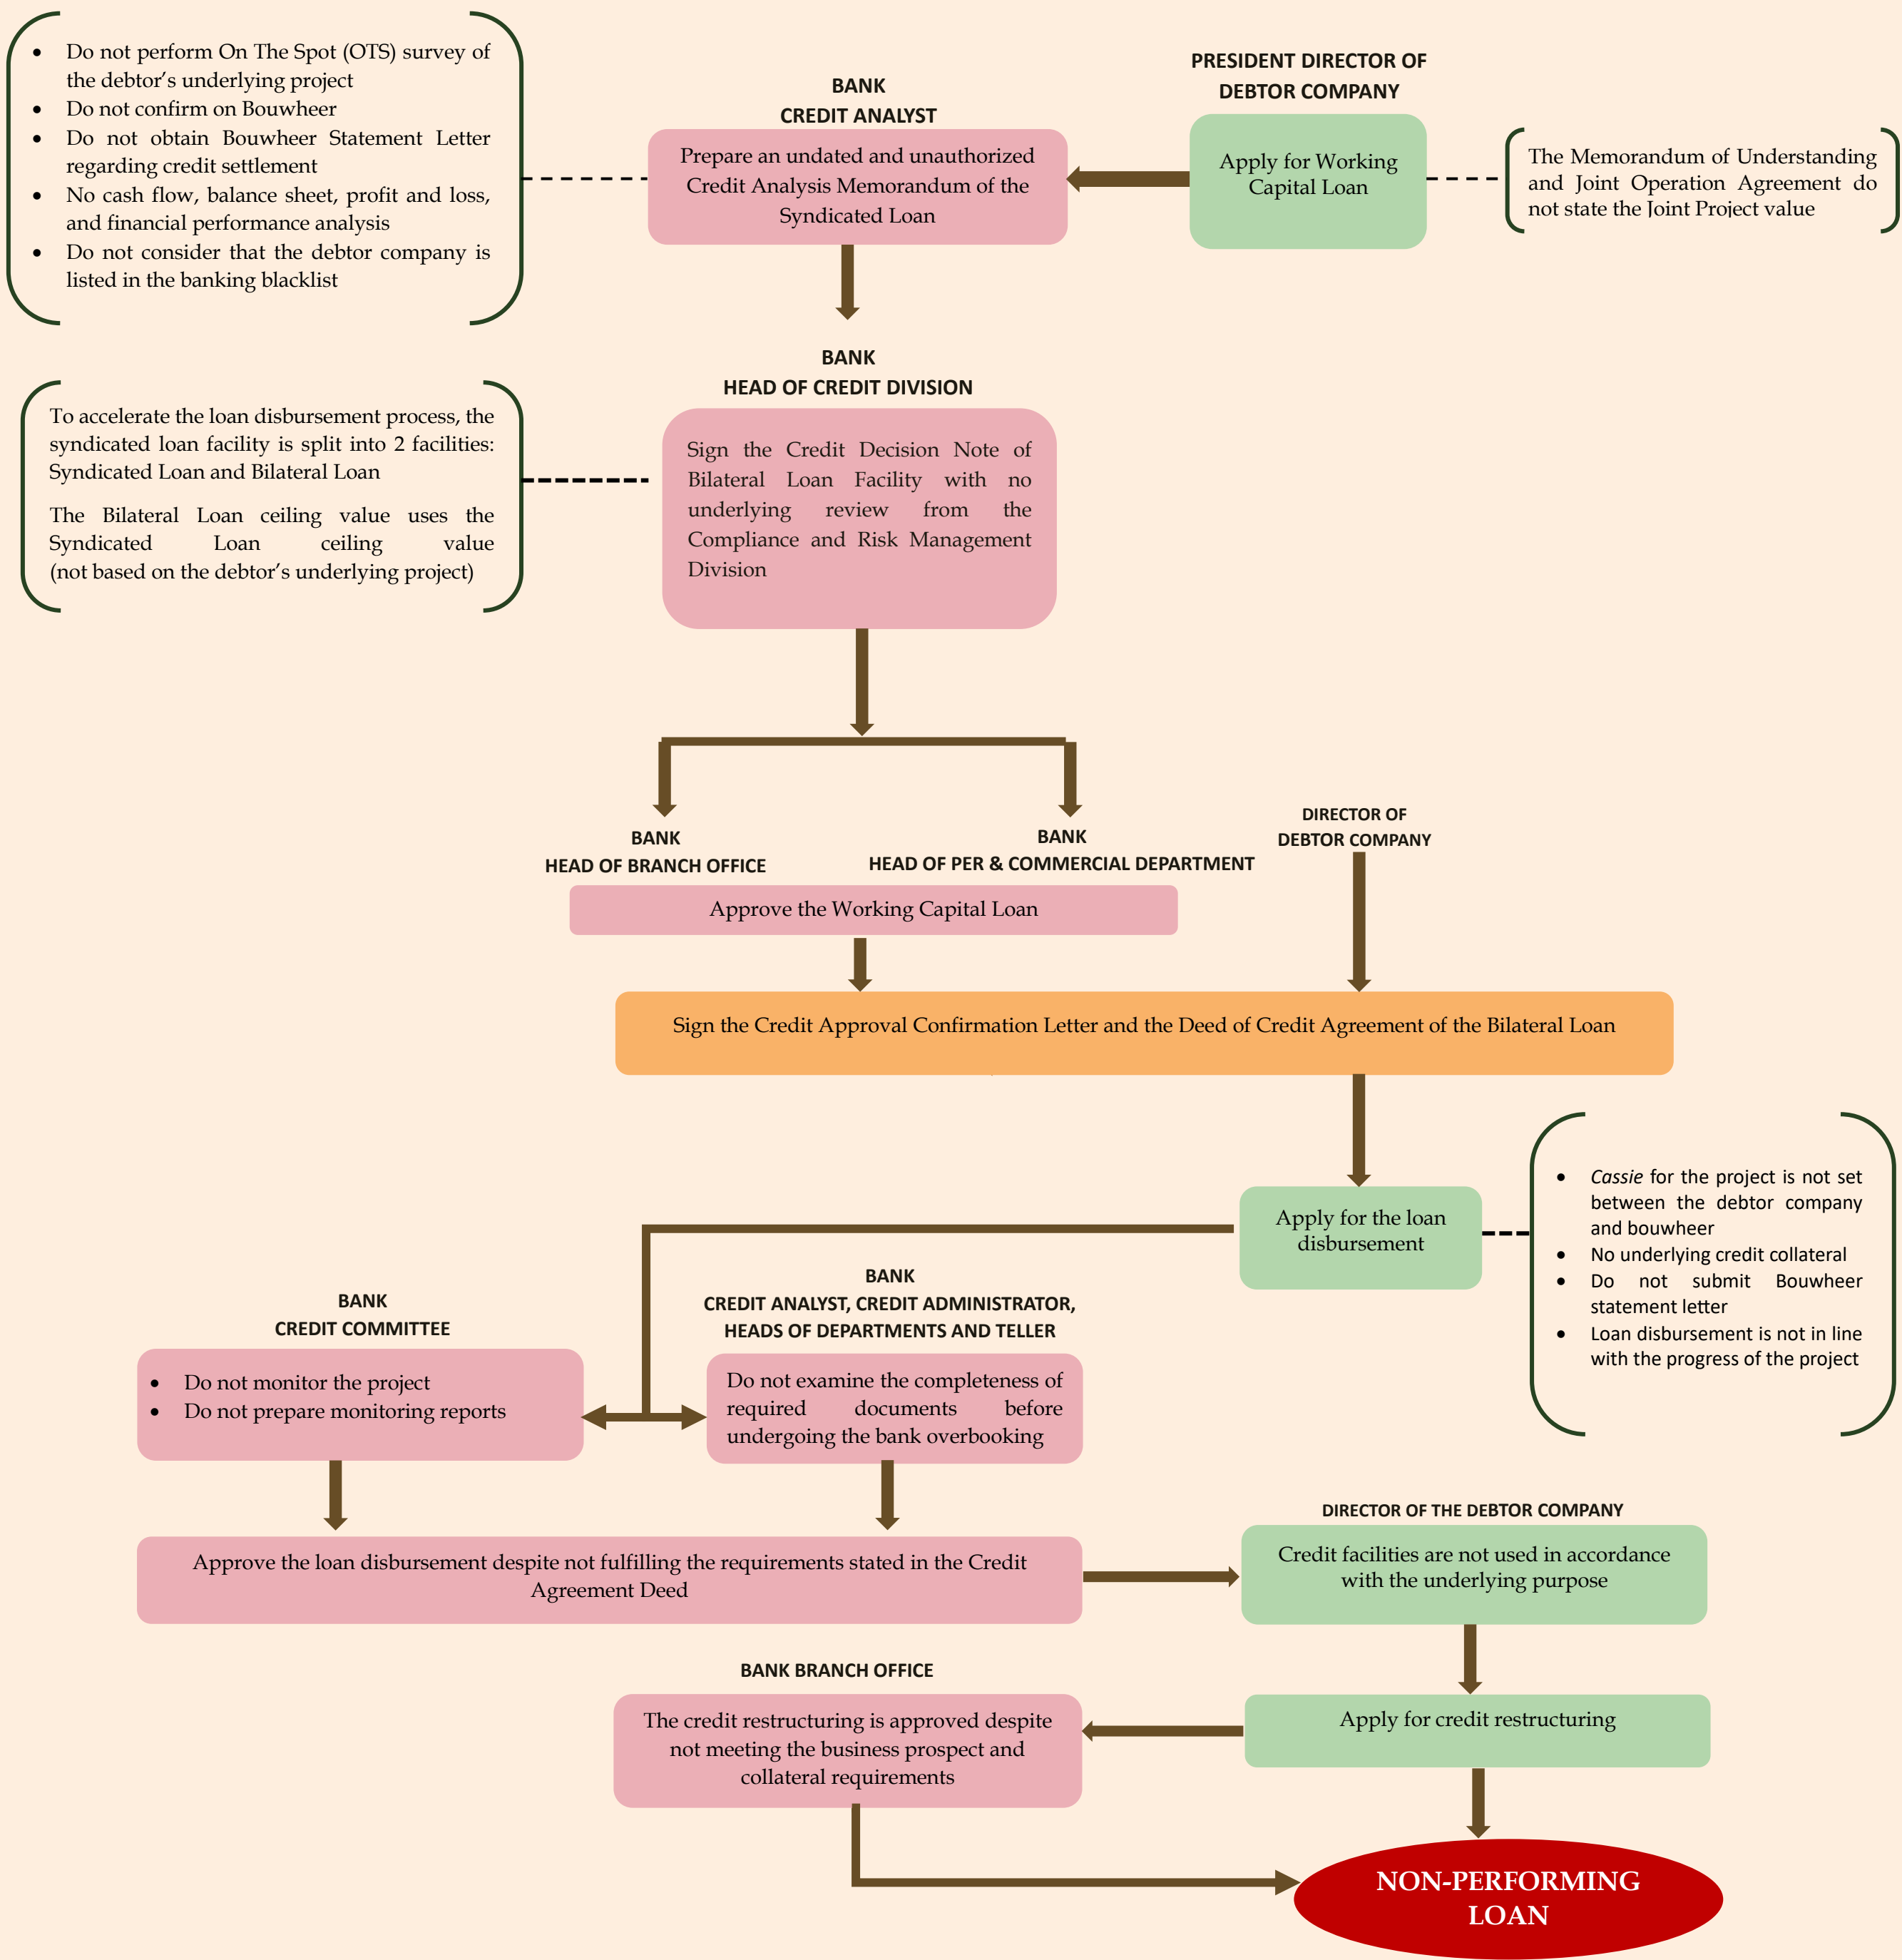 • Do not perform On The Spot (OTS) survey of
the debtor's underlying project
• Do not confirm on Bouwheer
• Do not obtain Bouwheer Statement Letter
regarding credit settlement
• No cash flow, balance sheet, profit and loss,
and financial performance analysis
• Do not consider that the debtor company is
listed in the banking blacklist
BANK
CREDIT ANALYST
Prepare an undated and unauthorized
Credit Analysis Memorandum of the
Syndicated Loan
PRESIDENT DIRECTOR OF
DEBTOR COMPANY
Apply for Working
Capital Loan
The Memorandum of Understanding
and Joint Operation Agreement do
not state the Joint Project value
BANK
HEAD OF CREDIT DIVISION
To accelerate the loan disbursement process, the
syndicated loan facility is split into 2 facilities:
Syndicated Loan and Bilateral Loan
The Bilateral Loan ceiling value uses the
Syndicated Loan ceiling value
(not based on the debtor's underlying project)
Sign the Credit Decision Note of
Bilateral Loan Facility with no
underlying review from the
Compliance and Risk Management
Division
BANK
HEAD OF BRANCH OFFICE
BANK
HEAD OF PER & COMMERCIAL DEPARTMENT
DIRECTOR OF
DEBTOR COMPANY
Approve the Working Capital Loan
Sign the Credit Approval Confirmation Letter and the Deed of Credit Agreement of the Bilateral Loan
Apply for the loan
disbursement
• Cassie for the project is not set
between the debtor company
and bouwheer
• No underlying credit collateral
• Do not submit Bouwheer
statement letter
• Loan disbursement is not in line
with the progress of the project
BANK
CREDIT COMMITTEE
• Do not monitor the project
• Do not prepare monitoring reports
BANK
CREDIT ANALYST, CREDIT ADMINISTRATOR,
HEADS OF DEPARTMENTS AND TELLER
Do not examine the completeness of
required documents before
undergoing the bank overbooking
Approve the loan disbursement despite not fulfilling the requirements stated in the Credit
Agreement Deed
DIRECTOR OF THE DEBTOR COMPANY
Credit facilities are not used in accordance
with the underlying purpose
BANK BRANCH OFFICE
The credit restructuring is approved despite
not meeting the business prospect and
collateral requirements
Apply for credit restructuring
NON-PERFORMING
LOAN